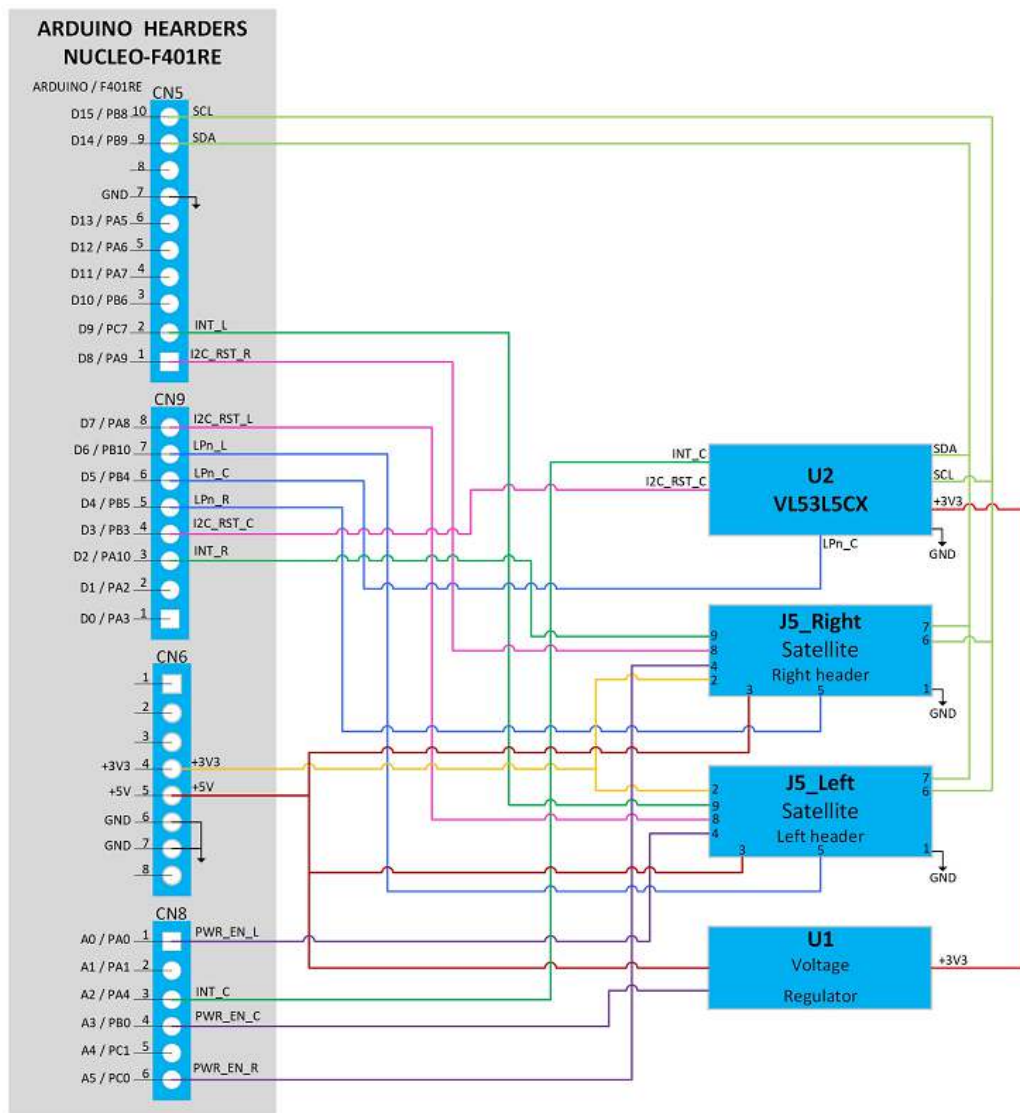 ARDUINO HEARDERS
NUCLEO-F401RE
ARDUINO / F401RE
CN5
D15 / PB8 10 SCL
D14 / PB9 9 SDA
8
GND 7
D13 / PA5 6
D12 / PA6 5
D11 / PA7 4
D10 / PB6 3
D9 / PC7 2 INT_L
D8 / PA9 1 I2C_RST_R
CN9
D7 / PA8 8 I2C_RST_L
D6 / PB10 7 LPn_L
D5 / PB4 6 LPn_C
D4 / PB5 5 LPn_R
D3 / PB3 4 I2C_RST_C
D2 / PA10 3 INT_R
D1 / PA2 2
D0 / PA3 1
CN6
1
2
3
+3V3 4 +3V3
+5V 5 +5V
GND 6
GND 7
8
CN8
A0 / PA0 1 PWR_EN_L
A1 / PA1 2
A2 / PA4 3 INT_C
A3 / PB0 4 PWR_EN_C
A4 / PC1 5
A5 / PC0 6 PWR_EN_R
INT_C
I2C_RST_C
U2
VL53L5CX
SDA
SCL
+3V3
GND
LPn_C
J5_Right
Satellite
Right header
9
8
4
2
3
5
7
6
1
GND
J5_Left
Satellite
Left header
2
9
8
4
3
5
7
6
1
GND
U1
Voltage
Regulator
+3V3